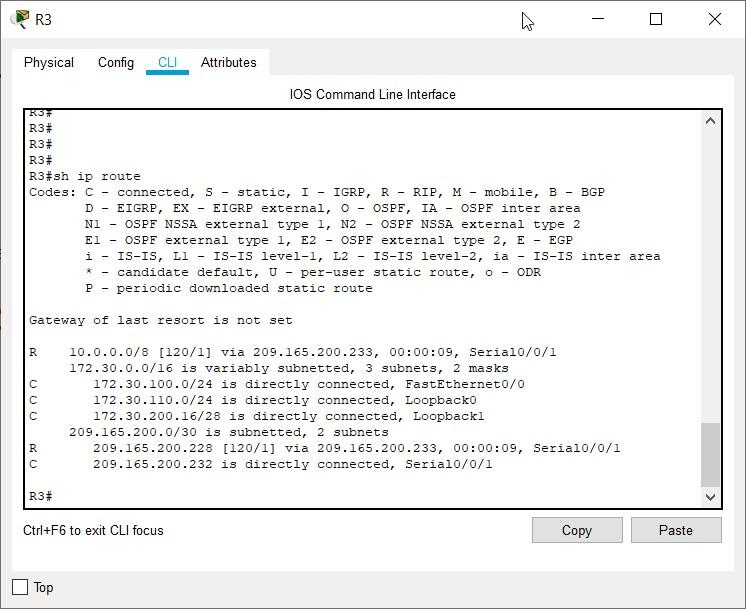 R3
Physical Config CLI Attributes
IOS Command Line Interface
R3#
R3#
R3#
R3#
R3#sh ip route
Codes: C - connected, S - static, I - IGRP, R - RIP, M - mobile, B - BGP
       D - EIGRP, EX - EIGRP external, O - OSPF, IA - OSPF inter area
       N1 - OSPF NSSA external type 1, N2 - OSPF NSSA external type 2
       E1 - OSPF external type 1, E2 - OSPF external type 2, E - EGP
       i - IS-IS, L1 - IS-IS level-1, L2 - IS-IS level-2, ia - IS-IS inter area
       * - candidate default, U - per-user static route, o - ODR
       P - periodic downloaded static route
Gateway of last resort is not set
R    10.0.0.0/8 [120/1] via 209.165.200.233, 00:00:09, Serial0/0/1
     172.30.0.0/16 is variably subnetted, 3 subnets, 2 masks
C       172.30.100.0/24 is directly connected, FastEthernet0/0
C       172.30.110.0/24 is directly connected, Loopback0
C       172.30.200.16/28 is directly connected, Loopback1
     209.165.200.0/30 is subnetted, 2 subnets
R       209.165.200.228 [120/1] via 209.165.200.233, 00:00:09, Serial0/0/1
C       209.165.200.232 is directly connected, Serial0/0/1
R3#
Ctrl+F6 to exit CLI focus
Copy Paste
Top